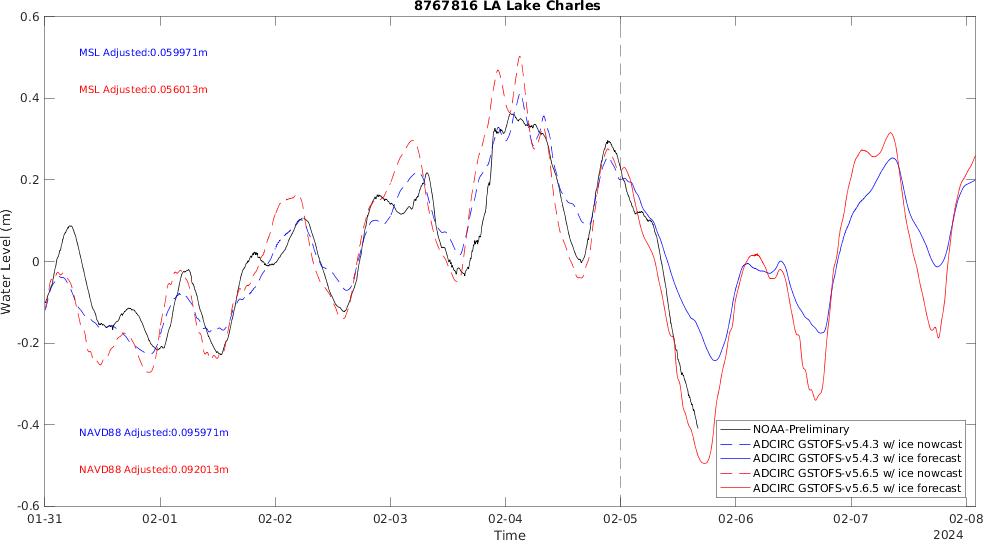 8767816 LA Lake Charles
0.6
0.4
0.2
0
-0.2
-0.4
-0.6
Water Level (m)
MSL Adjusted:0.059971m
MSL Adjusted:0.056013m
NAVD88 Adjusted:0.095971m
NAVD88 Adjusted:0.092013m
NOAA-Preliminary
ADCIRC GSTOFS-v5.4.3 w/ ice nowcast
ADCIRC GSTOFS-v5.4.3 w/ ice forecast
ADCIRC GSTOFS-v5.6.5 w/ ice nowcast
ADCIRC GSTOFS-v5.6.5 w/ ice forecast
01-31 02-01 02-02 02-03 02-04 02-05 02-06 02-07 02-08
Time
2024